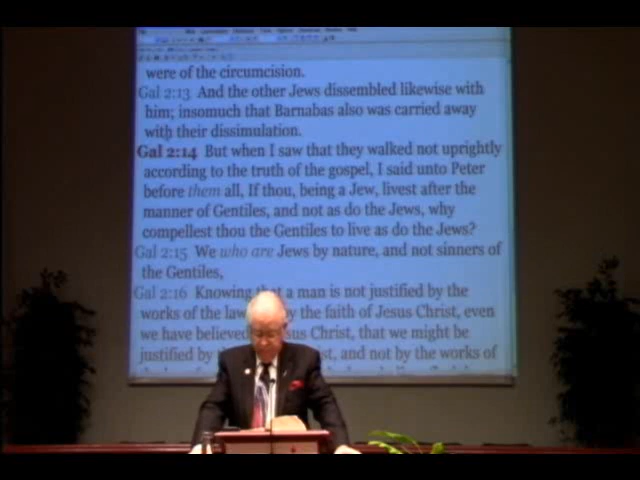 were of the circumcision.
Gal 2:13 And the other Jews dissembled likewise with
him; insomuch that Barnabas also was carried away
with their dissimulation.
Gal 2:14 But when I saw that they walked not uprightly
according to the truth of the gospel, I said unto Peter
before them all, If thou, being a Jew, livest after the
manner of Gentiles, and not as do the Jews, why
compellest thou the Gentiles to live as do the Jews?
Gal 2:15 We who are Jews by nature, and not sinners of
the Gentiles,
Gal 2:16 Knowing that a man is not justified by the
works of the law by the faith of Jesus Christ, even
we have believed sus Christ, that we might be
justified by st, and not by the works of